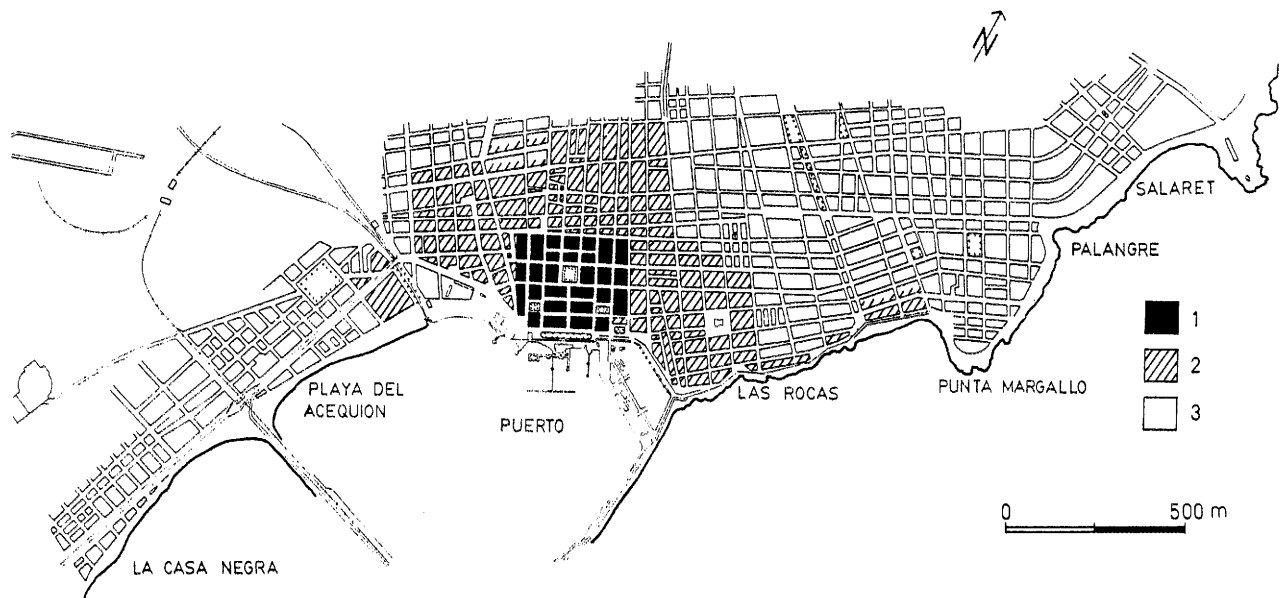 N
SALARET
PALANGRE
1
2
3
PLAYA DEL
ACEQUION
PUERTO
LAS ROCAS
PUNTA MARGALLO
0 500 m
LA CASA NEGRA